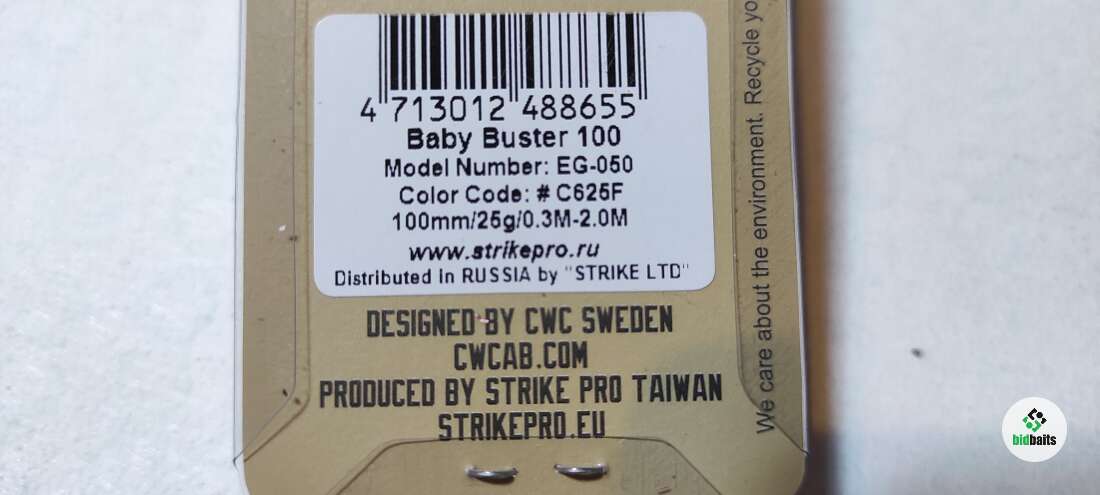 4 713012 488655
Baby Buster 100
Model Number: EG-050
Color Code: # C625F
100mm/25g/0.3M-2.0M
www.strikepro.ru
Distributed in RUSSIA by "STRIKE LTD"
DESIGNED BY CWC SWEDEN
CWCAB.COM
PRODUCED BY STRIKE PRO TAIWAN
STRIKEPRO.EU
We care about the environment. Recycle
bidbaits